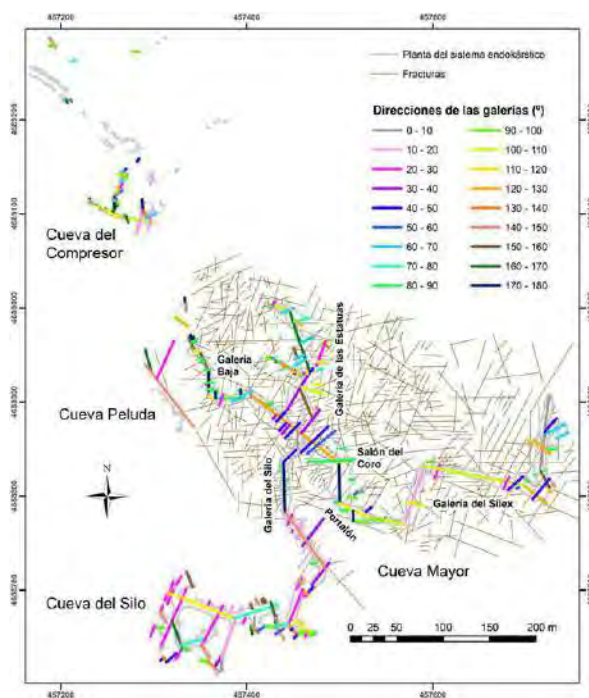 457200
457400
457600
Planta del sistema endokárstico
Fracturas
Direcciones de las galerías (º)
0 - 10
90 - 100
10 - 20
100 - 110
20 - 30
110 - 120
30 - 40
120 - 130
40 - 50
130 - 140
50 - 60
140 - 150
60 - 70
150 - 160
70 - 80
160 - 170
80 - 90
170 - 180
Cueva del
Compresor
Galería
Baja
Galería de las Estatuas
Cueva Peluda
Salón del
Coro
Galería del Silo
Portalón
Galería del Sílex
N
Cueva Mayor
Cueva del Silo
0 25 50 100 150 200 m
457200
457400
457600